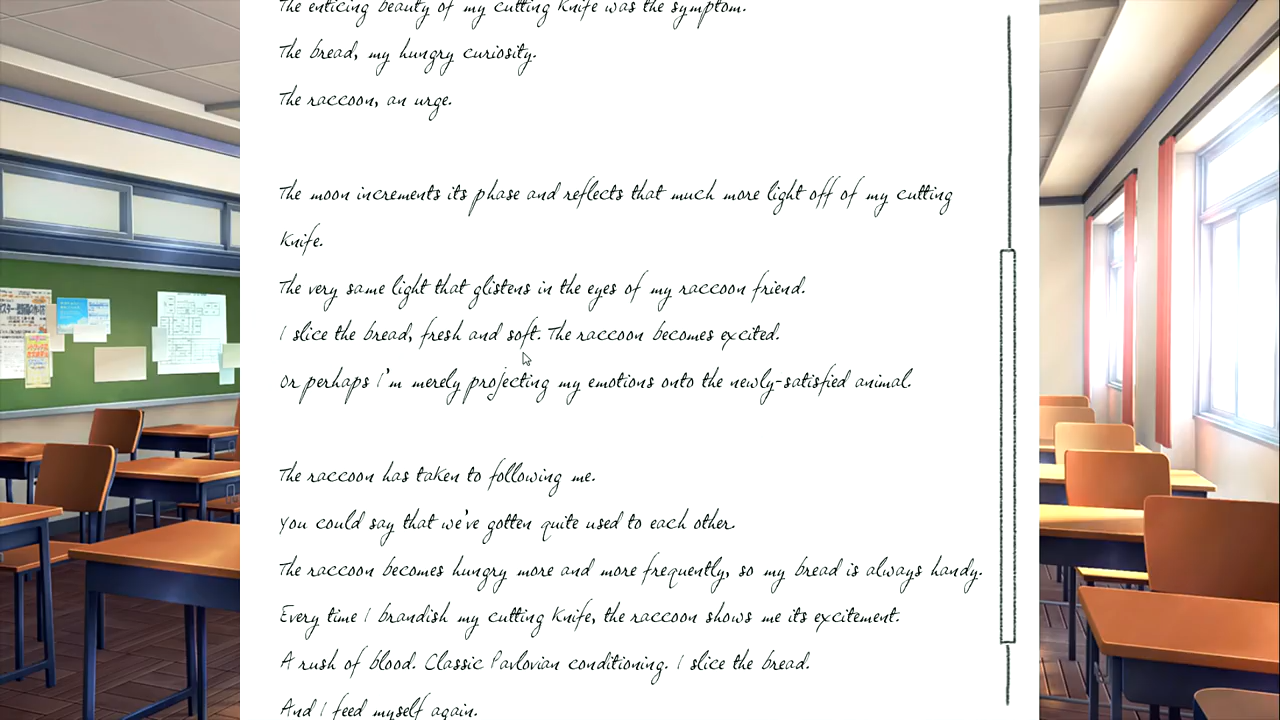 The enticing beauty of my cutting knife was the symptom.
The bread, my hungry curiosity.
The raccoon, an urge.
The moon increments its phase and reflects that much more light off of my cutting
knife.
The very same light that glistens in the eyes of my raccoon friend.
I slice the bread, fresh and soft. The raccoon becomes excited.
Or perhaps I'm merely projecting my emotions onto the newly-satisfied animal.
The raccoon has taken to following me.
You could say that we've gotten quite used to each other.
The raccoon becomes hungry more and more frequently, so my bread is always handy.
Every time I brandish my cutting knife, the raccoon shows me its excitement.
A rush of blood. Classic Pavlovian conditioning. I slice the bread.
And I feed myself again.